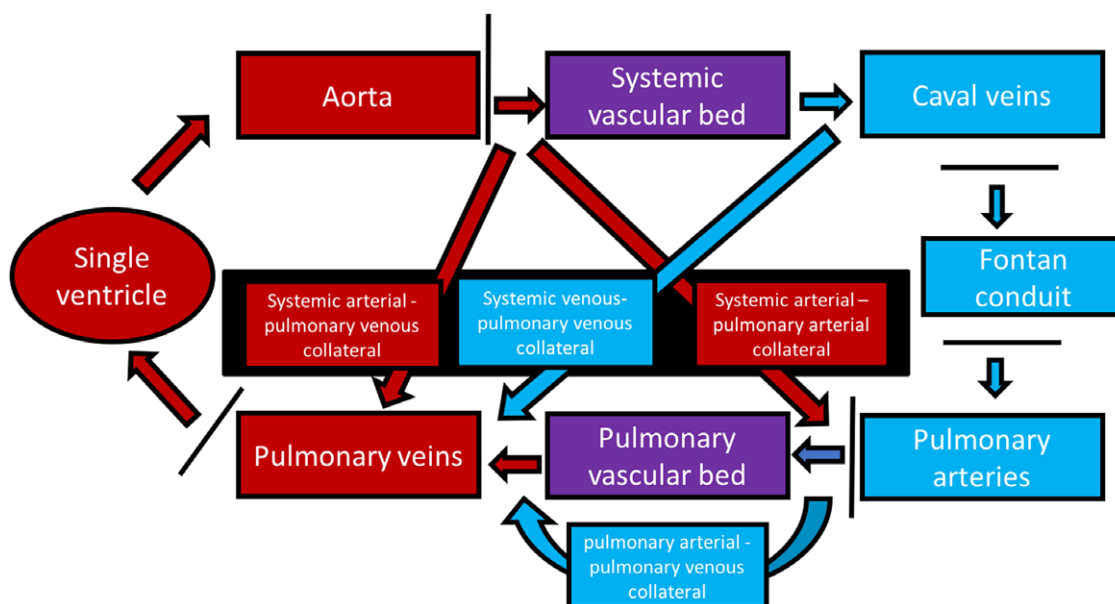 Aorta
Systemic
vascular bed
Caval veins
Single
ventricle
Fontan
conduit
Systemic arterial -
pulmonary venous
collateral
Systemic venous-
pulmonary venous
collateral
Systemic arterial –
pulmonary arterial
collateral
Pulmonary veins
Pulmonary
vascular bed
Pulmonary
arteries
pulmonary arterial -
pulmonary venous
collateral